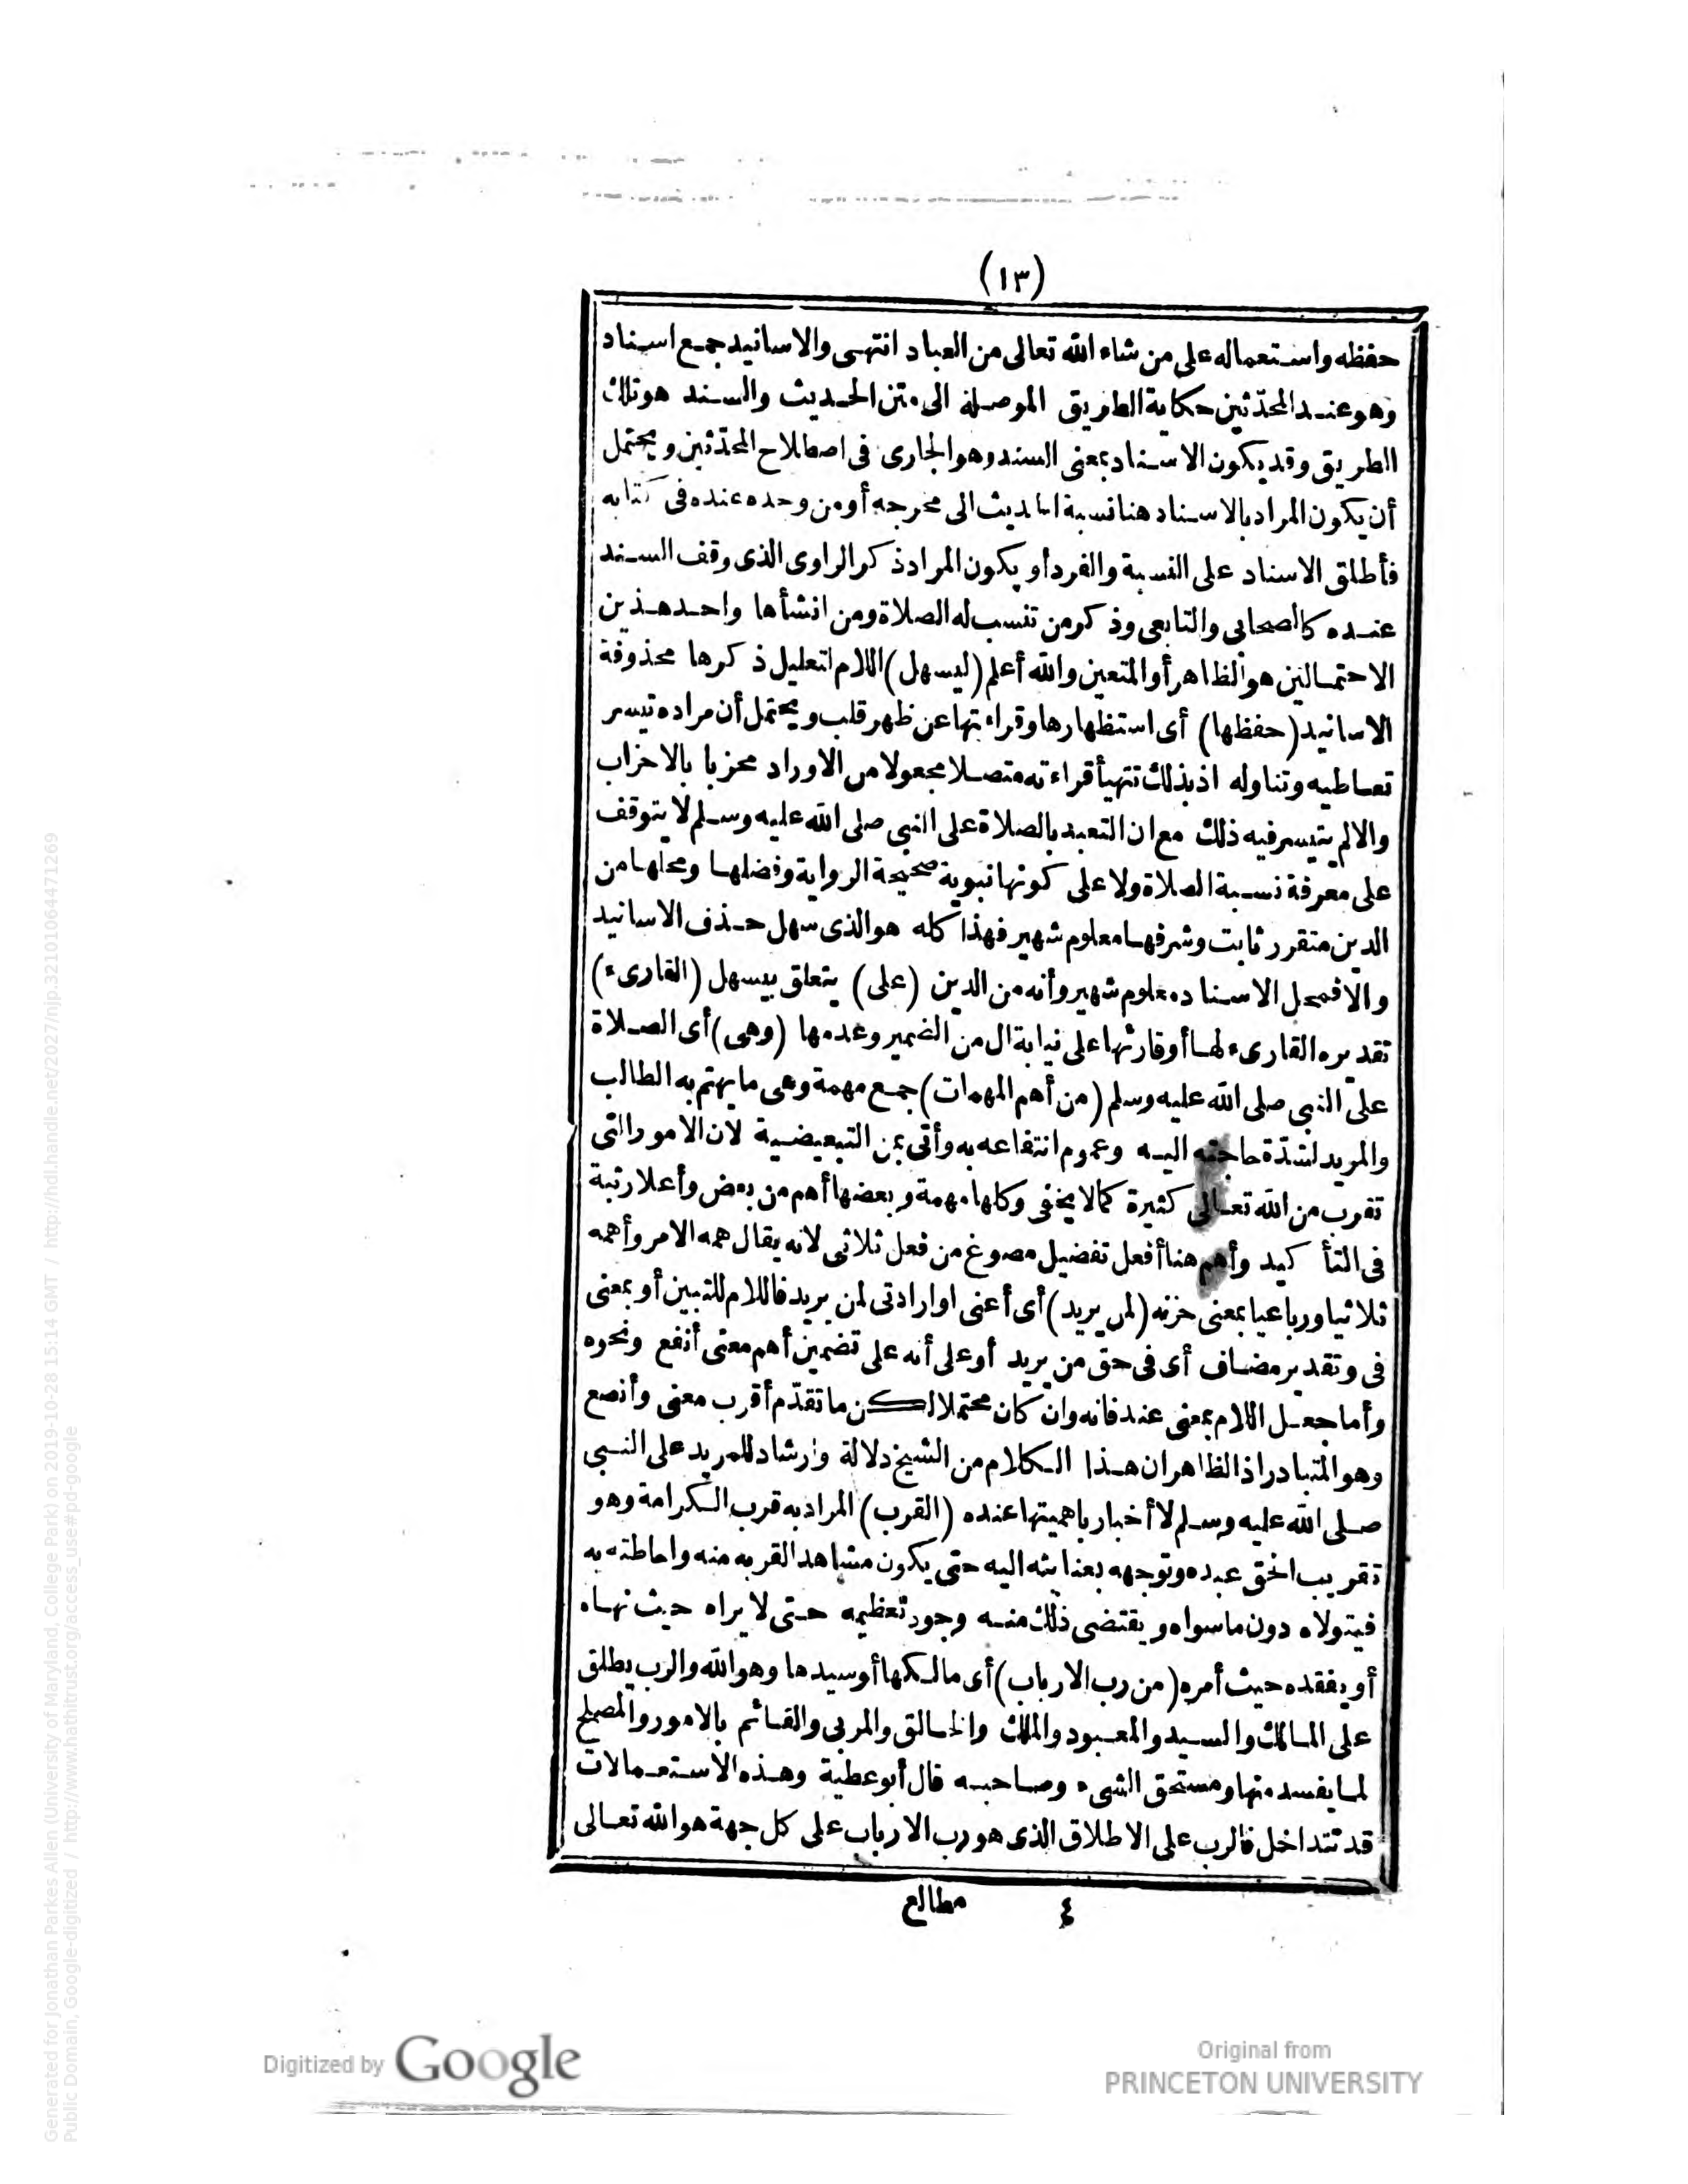 (١٣)
حفظه واستعماله على من شاء الله تعالى من العباد انتهى والاسانيد جمع اسناد
وهو عند المحدّثين حكاية الطريق الموصلة الى متن الحديث والسند هو تلك
الطريق وقد يكون الاسناد بمعنى السند وهو الجارى فى اصطلاح المحدّثين ويحتمل
أن يكون المراد بالاسناد هنا نسبة الحديث الى مخرجه أو من وحده عنده فى كتابه
فأطلق الاسناد على النسبة والفرد أو يكون المراد ذكر الراوى الذى وقف السند
عنده كالصحابى والتابعى وذكر من تنسب له الصلاة ومن انشأها واحد هذين
الاحتمالين هو الظاهر أو المتعين والله أعلم (ليسهل) اللام لتعليل ذكرها محذوفة
الاسانيد (حفظها) أى استظهارها وقراءتها عن ظهر قلب ويحتمل أن مراده تيسر
تعاطيه وتناوله اذ بذلك تتهيأ قراءته متصلا مجعولا من الاوراد محزبا بالاحزاب
والا لم يتيسر فيه ذلك مع ان التعبد بالصلاة على النبى صلى الله عليه وسلم لا يتوقف
على معرفة نسبة الصلاة ولا على كونها نبوية صحيحة الرواية وفضلها ومحلها من
الدين متقرر ثابت وشرفها معلوم شهير فهذا كله هو الذى سهل حذف الاسانيد
والا فمحل الاسناد معلوم شهير وأنه من الدين (على) يتعلق بيسهل (القارىء)
تقديره القارىء لها أو قارئها على نيابة ال من الضمير وعدمها (وهى) أى الصلاة
على النبى صلى الله عليه وسلم (من أهم المهمات) جمع مهمة وهى ما يهتم به الطالب
والمريد لشدّة حاجته اليه وعموم انتفاعه به وأتى بمن التبعيضية لان الامور التى
تقرب من الله تعالى كثيرة كما لا يخفى وكلها مهمة وبعضها أهم من بعض وأعلا رتبة
فى التأكيد وأهم هنا أفعل تفضيل مصوغ من فعل ثلاثى لانه يقال همه الامر وأهمه
ثلاثيا ورباعيا بمعنى حزنه (لمن يريد) أى أعنى او ارادتى لمن يريد فاللام للتبيين أو بمعنى
فى وتقدير مضاف أى فى حق من يريد أو على أنه على تضمين أهم معنى أنفع ونحوه
وأما جعل اللام بمعنى عند فانه وان كان محتملا لكن ما تقدّم أقرب معنى وأنصع
وهو المتبادر اذ الظاهر ان هذا الكلام من الشيخ دلالة وارشاد للمريد على النبى
صلى الله عليه وسلم لا أخبار باهميتها عنده (القرب) المراد به قرب الكرامة وهو
تقريب الحق عبده وتوجهه بعنايته اليه حتى يكون مشاهدا لقربه منه واحاطته به
فيتولاه دون ما سواه ويقتضى ذلك منه وجود تعظيمه حتى لا يراه حيث نهاه
أو يفقده حيث أمره (من رب الارباب) أى مالكها أو سيدها وهو الله والرب يطلق
على المالك والسيد والمعبود والملك والخالق والمربى والقائم بالامور والمصلح
لما يفسد منها ومستحق الشىء وصاحبه قال أبو عطية وهذه الاستعمالات
قد تتداخل فالرب على الاطلاق الذى هو رب الارباب على كل جهة هو الله تعالى
٤ مطالع
Digitized by Google
Original from
PRINCETON UNIVERSITY
Generated for Jonathan Parkes Allen (University of Maryland, College Park) on 2019-10-28 15:14 GMT / http://hdl.handle.net/2027/njp.32101064471269
Public Domain, Google-digitized / http://www.hathitrust.org/access_use#pd-google